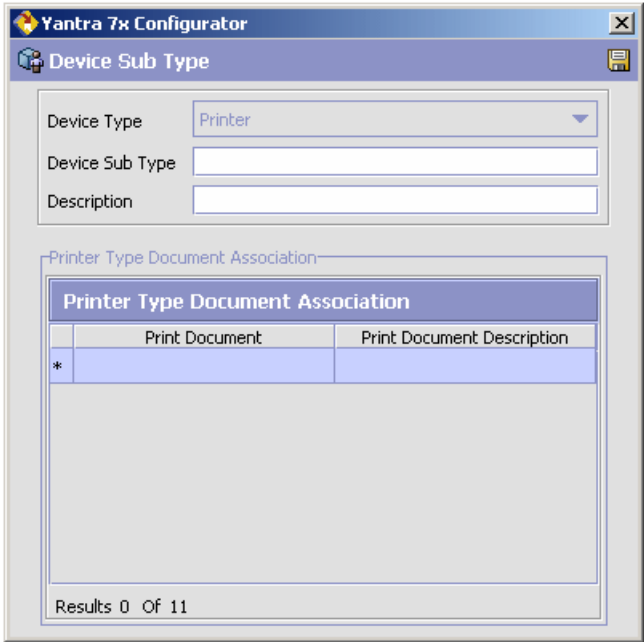 Yantra 7x Configurator
Device Sub Type
Device Type Printer
Device Sub Type
Description
Printer Type Document Association
Printer Type Document Association
Print Document Print Document Description
*
Results 0 Of 11